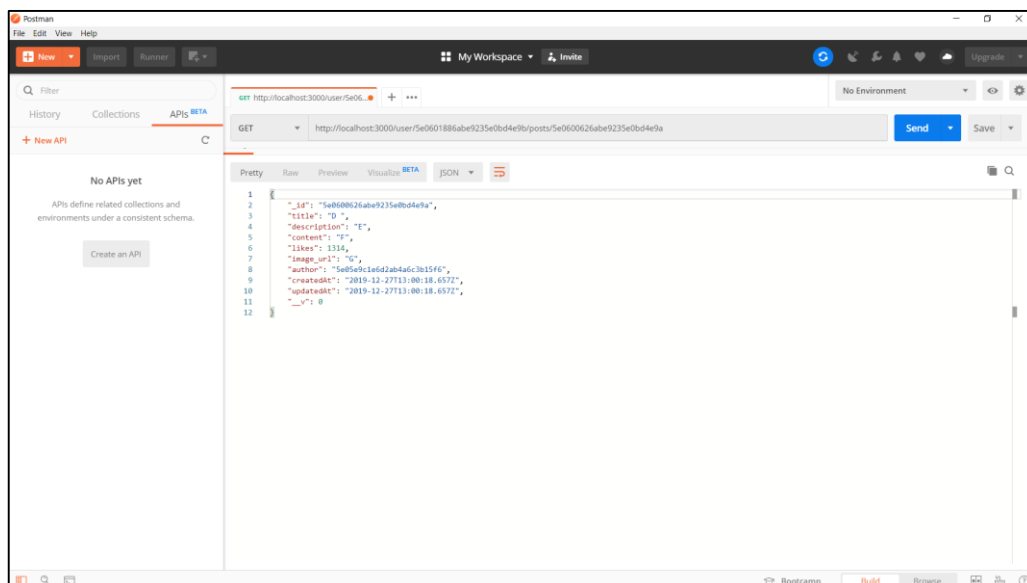 Postman
File Edit View Help
New Import Runner My Workspace Invite Upgrade
Filter
History Collections APIs BETA
+ New API
No APIs yet
APIs define related collections and
environments under a consistent schema.
Create an API
GET http://localhost:3000/user/5e06... + •••
No Environment
GET http://localhost:3000/user/5e0601886abe9235e0bd4e9b/posts/5e0600626abe9235e0bd4e9a Send Save
Pretty Raw Preview Visualize BETA JSON
1 {
2 "_id": "5e0600626abe9235e0bd4e9a",
3 "title": "D ",
4 "description": "E",
5 "content": "F",
6 "likes": 1314,
7 "image_url": "G",
8 "author": "5e05e9c1e6d2ab4a6c3b15f6",
9 "createdAt": "2019-12-27T13:00:18.657Z",
10 "updatedAt": "2019-12-27T13:00:18.657Z",
11 "__v": 0
12 }
Bootcamp Build Browse